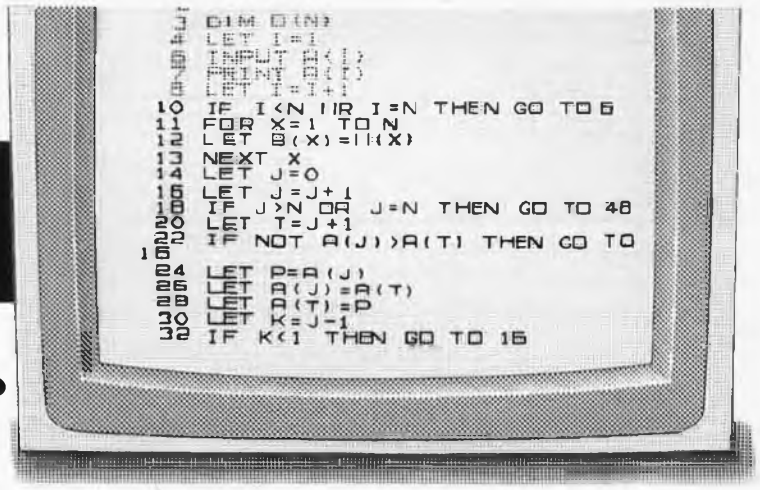 3 DIM
4 LET I=1
6 INPUT A(I)
7 PRINT A(I)
8 LET I=I+1
10 IF I<N OR I=N THEN GO TO 6
11 FOR X=1 TO N
12 LET B(X)=A(X)
13 NEXT X
14 LET J=0
16 LET J=J+1
18 IF J>N OR J=N THEN GO TO 48
20 LET T=J+1
22 IF NOT A(J)>A(T) THEN GO TO
16
24 LET P=A(J)
26 LET A(J)=A(T)
28 LET A(T)=P
30 LET K=J-1
32 IF K<1 THEN GO TO 16